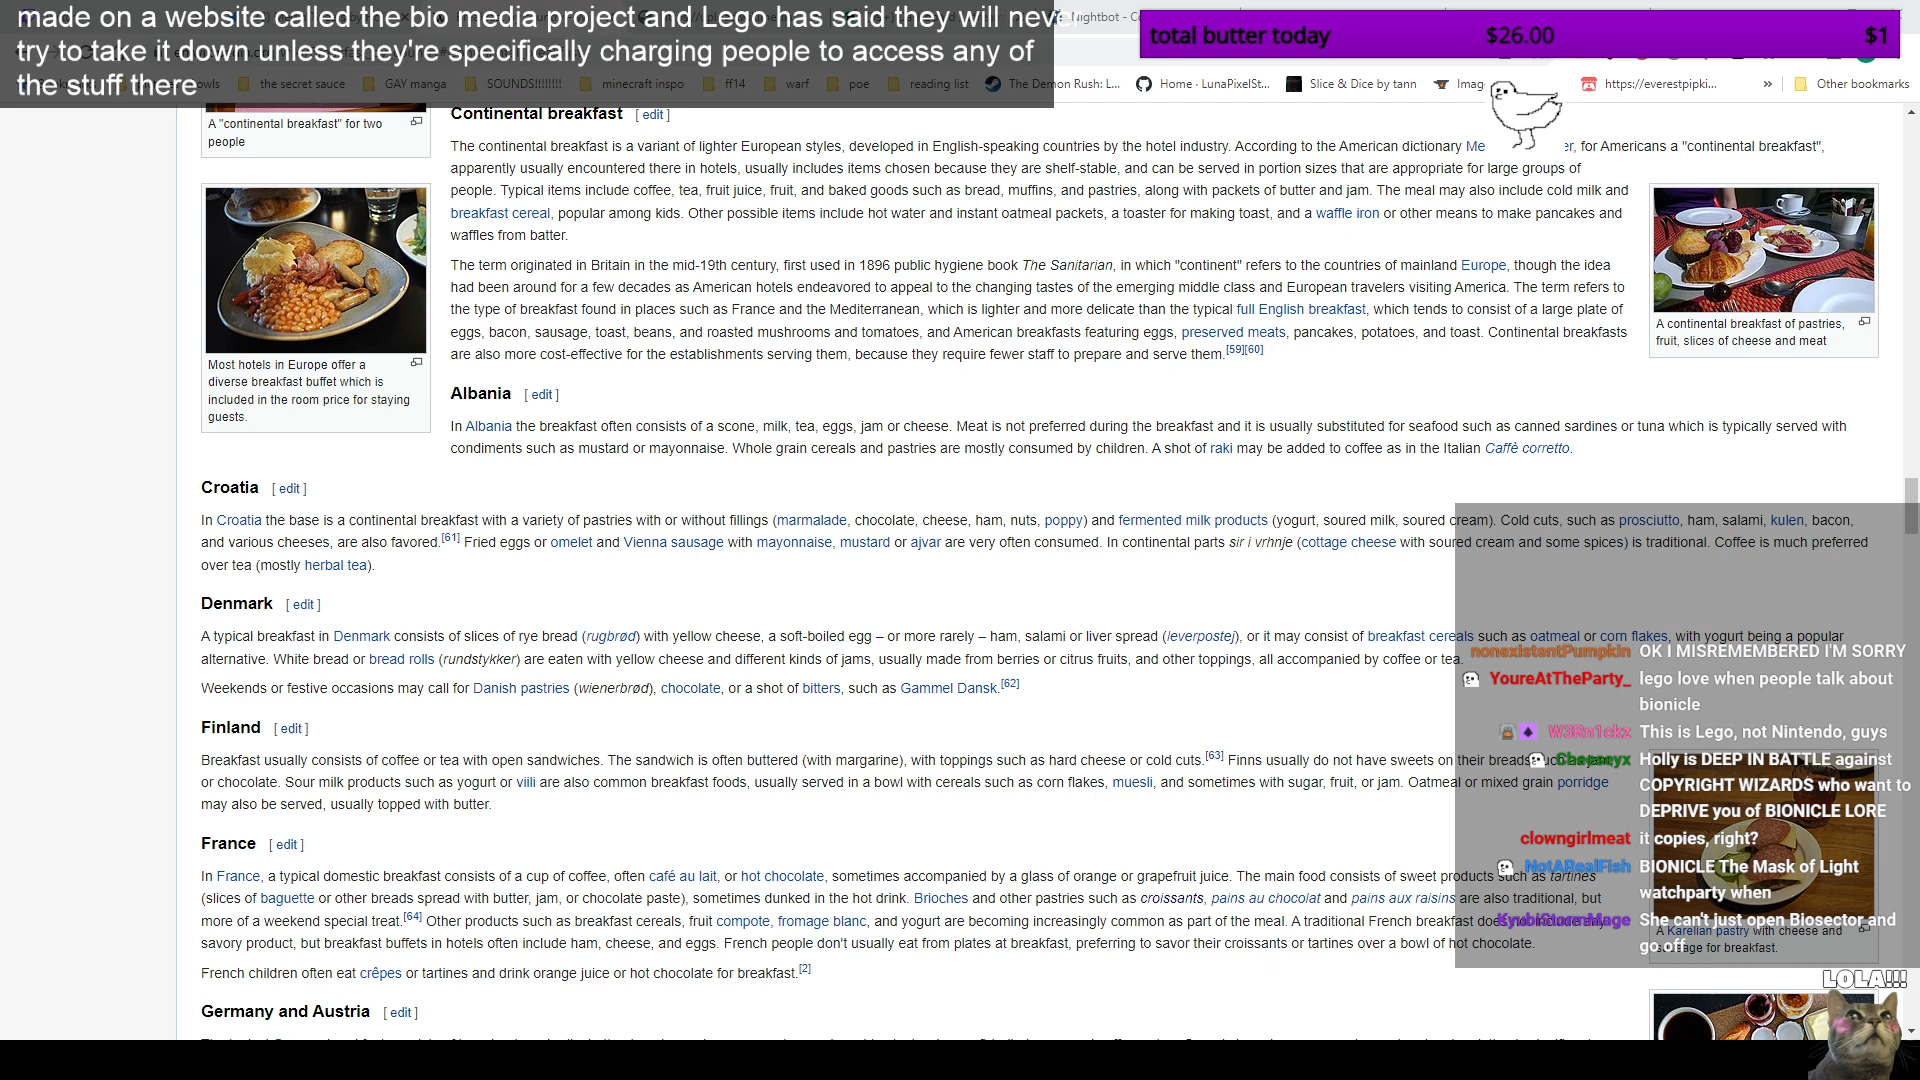 made on a website called the bio media project and Lego has said they will never
try to take it down unless they're specifically charging people to access any of
the stuff there
total butter today $26.00 $1
the secret sauce
GAY music
SOUNDS!!!!!!!!
minecraft inspo
ff14
warf
poe
reading list
The Demon Rush: L...
Home · LunaPixelSt...
Slice & Dice by tann
Imag
https://everestpipki...
»
Other bookmarks
Nightbot - C
A "continental breakfast" for two
people
Most hotels in Europe offer a
diverse breakfast buffet which is
included in the room price for staying
guests.
Continental breakfast [ edit ]
The continental breakfast is a variant of lighter European styles, developed in English-speaking countries by the hotel industry. According to the American dictionary Me er, for Americans a "continental breakfast",
apparently usually encountered there in hotels, usually includes items chosen because they are shelf-stable, and can be served in portion sizes that are appropriate for large groups of
people. Typical items include coffee, tea, fruit juice, fruit, and baked goods such as bread, muffins, and pastries, along with packets of butter and jam. The meal may also include cold milk and
breakfast cereal, popular among kids. Other possible items include hot water and instant oatmeal packets, a toaster for making toast, and a waffle iron or other means to make pancakes and
waffles from batter.
The term originated in Britain in the mid-19th century, first used in 1896 public hygiene book The Sanitarian, in which "continent" refers to the countries of mainland Europe, though the idea
had been around for a few decades as American hotels endeavored to appeal to the changing tastes of the emerging middle class and European travelers visiting America. The term refers to
the type of breakfast found in places such as France and the Mediterranean, which is lighter and more delicate than the typical full English breakfast, which tends to consist of a large plate of
eggs, bacon, sausage, toast, beans, and roasted mushrooms and tomatoes, and American breakfasts featuring eggs, preserved meats, pancakes, potatoes, and toast. Continental breakfasts
are also more cost-effective for the establishments serving them, because they require fewer staff to prepare and serve them.[59][60]
A continental breakfast of pastries,
fruit, slices of cheese and meat
Albania [ edit ]
In Albania the breakfast often consists of a scone, milk, tea, eggs, jam or cheese. Meat is not preferred during the breakfast and it is usually substituted for seafood such as canned sardines or tuna which is typically served with
condiments such as mustard or mayonnaise. Whole grain cereals and pastries are mostly consumed by children. A shot of raki may be added to coffee as in the Italian Caffè corretto.
Croatia [ edit ]
In Croatia the base is a continental breakfast with a variety of pastries with or without fillings (marmalade, chocolate, cheese, ham, nuts, poppy) and fermented milk products (yogurt, soured milk, soured cream). Cold cuts, such as prosciutto, ham, salami, kulen, bacon,
and various cheeses, are also favored.[61] Fried eggs or omelet and Vienna sausage with mayonnaise, mustard or ajvar are very often consumed. In continental parts sir i vrhnje (cottage cheese with soured cream and some spices) is traditional. Coffee is much preferred
over tea (mostly herbal tea).
Denmark [ edit ]
A typical breakfast in Denmark consists of slices of rye bread (rugbrød) with yellow cheese, a soft-boiled egg – or more rarely – ham, salami or liver spread (leverpostej), or it may consist of breakfast cereals such as oatmeal or corn flakes, with yogurt being a popular
alternative. White bread or bread rolls (rundstykker) are eaten with yellow cheese and different kinds of jams, usually made from berries or citrus fruits, and other toppings, all accompanied by coffee or tea.
Weekends or festive occasions may call for Danish pastries (wienerbrød), chocolate, or a shot of bitters, such as Gammel Dansk.[62]
Finland [ edit ]
Breakfast usually consists of coffee or tea with open sandwiches. The sandwich is often buttered (with margarine), with toppings such as hard cheese or cold cuts.[63] Finns usually do not have sweets on their breads such as jam
or chocolate. Sour milk products such as yogurt or viili are also common breakfast foods, usually served in a bowl with cereals such as corn flakes, muesli, and sometimes with sugar, fruit, or jam. Oatmeal or mixed grain porridge
may also be served, usually topped with butter.
France [ edit ]
In France, a typical domestic breakfast consists of a cup of coffee, often café au lait, or hot chocolate, sometimes accompanied by a glass of orange or grapefruit juice. The main food consists of sweet products such as tartines
(slices of baguette or other breads spread with butter, jam, or chocolate paste), sometimes dunked in the hot drink. Brioches and other pastries such as croissants, pains au chocolat and pains aux raisins are also traditional, but
more of a weekend special treat.[64] Other products such as breakfast cereals, fruit compote, fromage blanc, and yogurt are becoming increasingly common as part of the meal. A traditional French breakfast does not include any
savory product, but breakfast buffets in hotels often include ham, cheese, and eggs. French people don't usually eat from plates at breakfast, preferring to savor their croissants or tartines over a bowl of hot chocolate.
French children often eat crêpes or tartines and drink orange juice or hot chocolate for breakfast.[2]
Germany and Austria [ edit ]
A Karelian pastry with cheese and
sausage for breakfast.
nonexistentPumpkin OK I MISREMEMBERED I'M SORRY
YoureAtTheParty_ lego love when people talk about
bionicle
W3Rn1ckz This is Lego, not Nintendo, guys
Cheeseyx Holly is DEEP IN BATTLE against
COPYRIGHT WIZARDS who want to
DEPRIVE you of BIONICLE LORE
clowngirlmeat it copies, right?
NotARealFish BIONICLE The Mask of Light
watchparty when
KyubiStormMage She can't just open Biosector and
go off
LOLA!!!